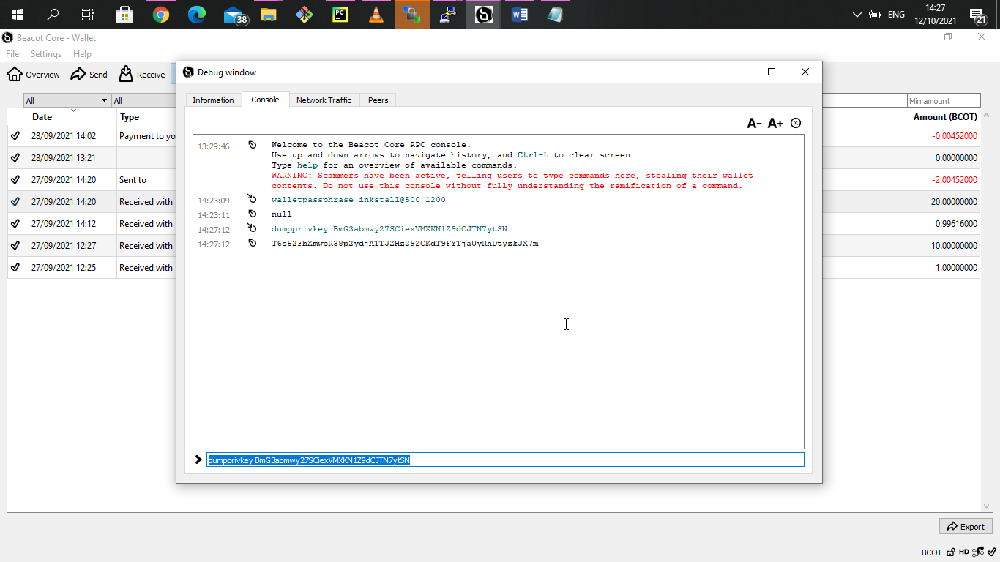 38
PC
W
ENG
14:27
12/10/2021
21
Beacot Core - Wallet
File Settings Help
Overview Send Receive
All All Min amount
Date Type Amount (BCOT)
28/09/2021 14:02 Payment to yo -0.00452000
28/09/2021 13:21 0.00000000
27/09/2021 14:20 Sent to -2.00452000
27/09/2021 14:20 Received with 20.00000000
27/09/2021 14:12 Received with 0.99616000
27/09/2021 12:27 Received with 10.00000000
27/09/2021 12:25 Received with 1.00000000
Debug window
Information Console Network Traffic Peers
A- A+
13:29:46 Welcome to the Beacot Core RPC console.
Use up and down arrows to navigate history, and Ctrl-L to clear screen.
Type help for an overview of available commands.
WARNING: Scammers have been active, telling users to type commands here, stealing their wallet
contents. Do not use this console without fully understanding the ramification of a command.
14:23:09 walletpassphrase inkstall@500 1200
14:23:11 null
14:27:12 dumpprivkey BmG3abmwy27SCiexVMXKN1Z9dCJTN7ytSN
14:27:12 T6s52FhXmwpR38p2ydjATTJZHz29ZGKdT9FYTjaUyRhDtyzkJX7m
dumpprivkey BmG3abmwy27SCiexVMXKN1Z9dCJTN7ytSN
Export
BCOT HD